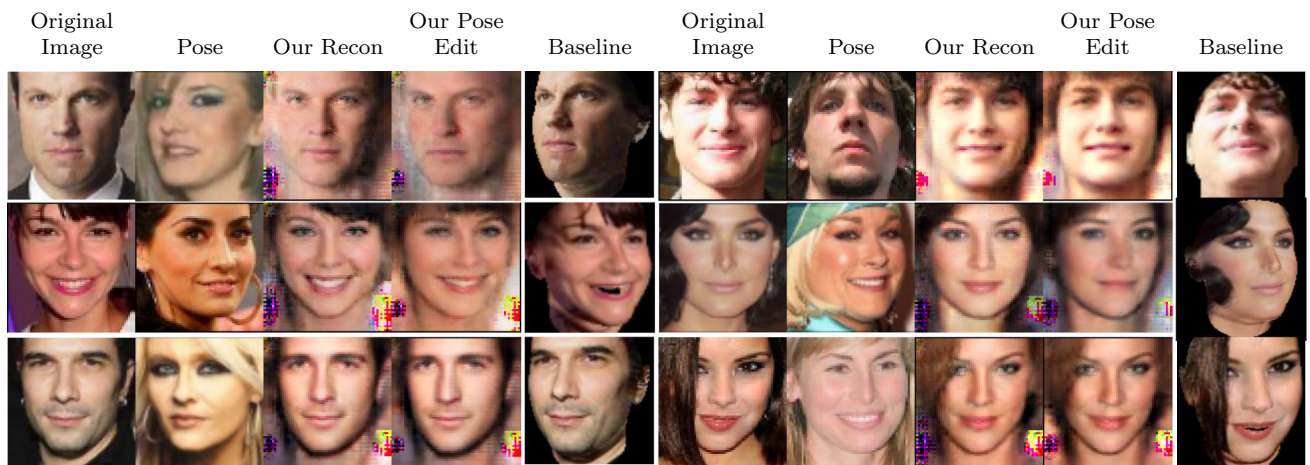 Original
Image
Pose
Our Recon
Our Pose
Edit
Baseline
Original
Image
Pose
Our Recon
Our Pose
Edit
Baseline